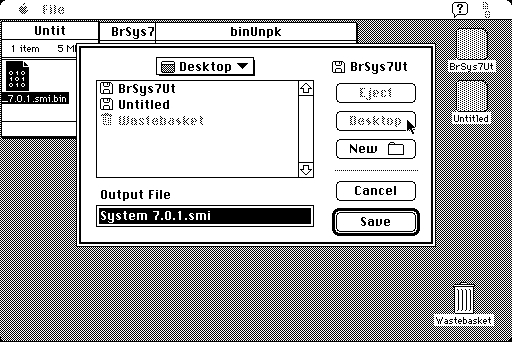 File
Untit
BrSys7
binUnpk
1 item
_7.0.1.smi.bin
Desktop
BrSys7Ut
BrSys7Ut
Untitled
Wastebasket
Eject
Desktop
New
Cancel
Save
Output File
System 7.0.1.smi
BrSys7Ut
Untitled
Wastebasket